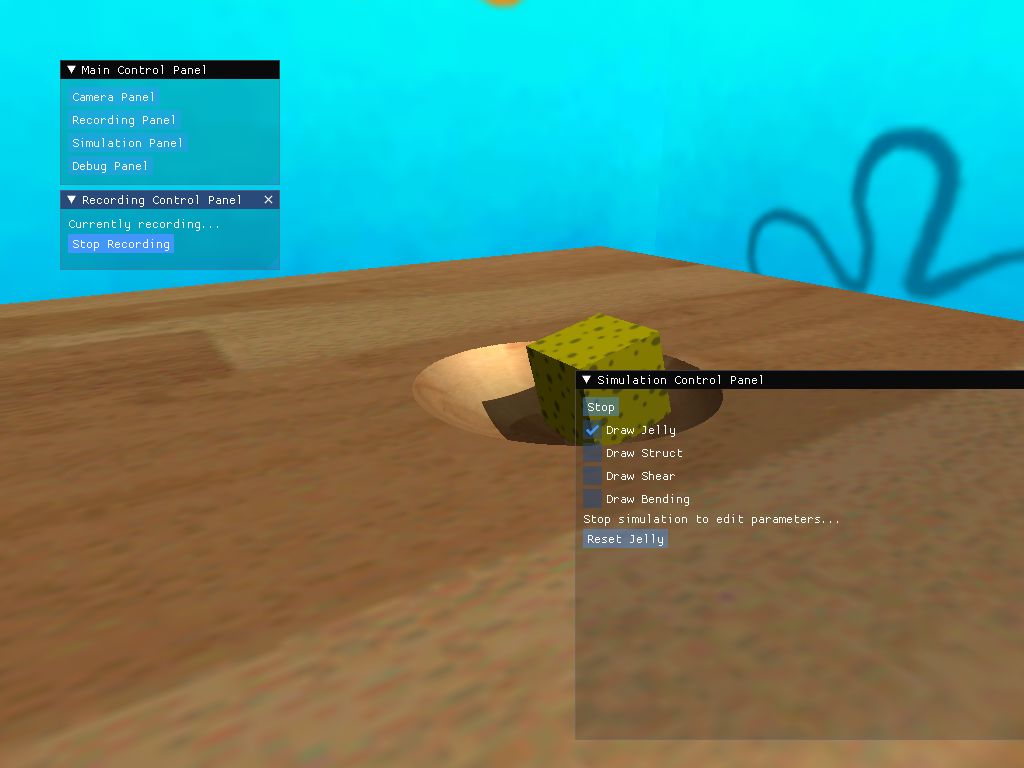 Main Control Panel
Camera Panel
Recording Panel
Simulation Panel
Debug Panel
Recording Control Panel
Currently recording...
Stop Recording
Simulation Control Panel
Stop
Draw Jelly
Draw Struct
Draw Shear
Draw Bending
Stop simulation to edit parameters...
Reset Jelly